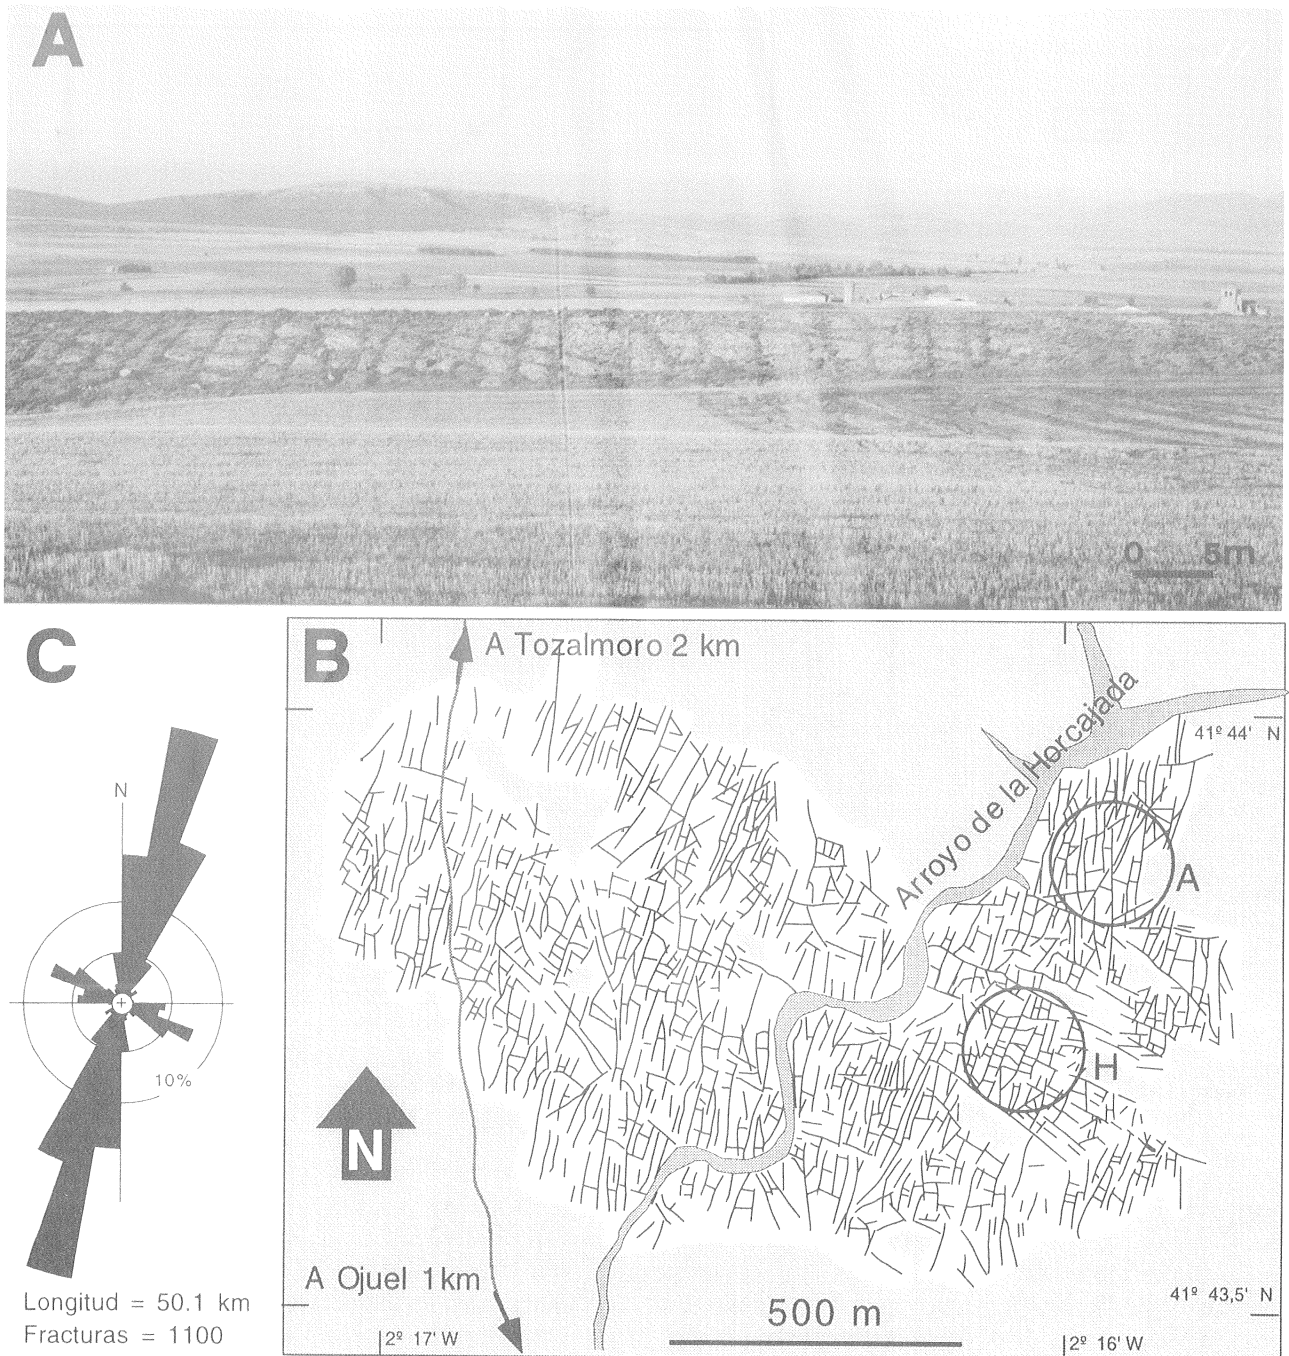 A
0 5m
C
N
10%
Longitud = 50.1 km
Fracturas = 1100
B
A Tozalmoro 2 km
Arroyo de la Horcajada
41º 44' N
A
H
N
A Ojuel 1km
500 m
41º 43,5' N
2º 17' W
2º 16' W